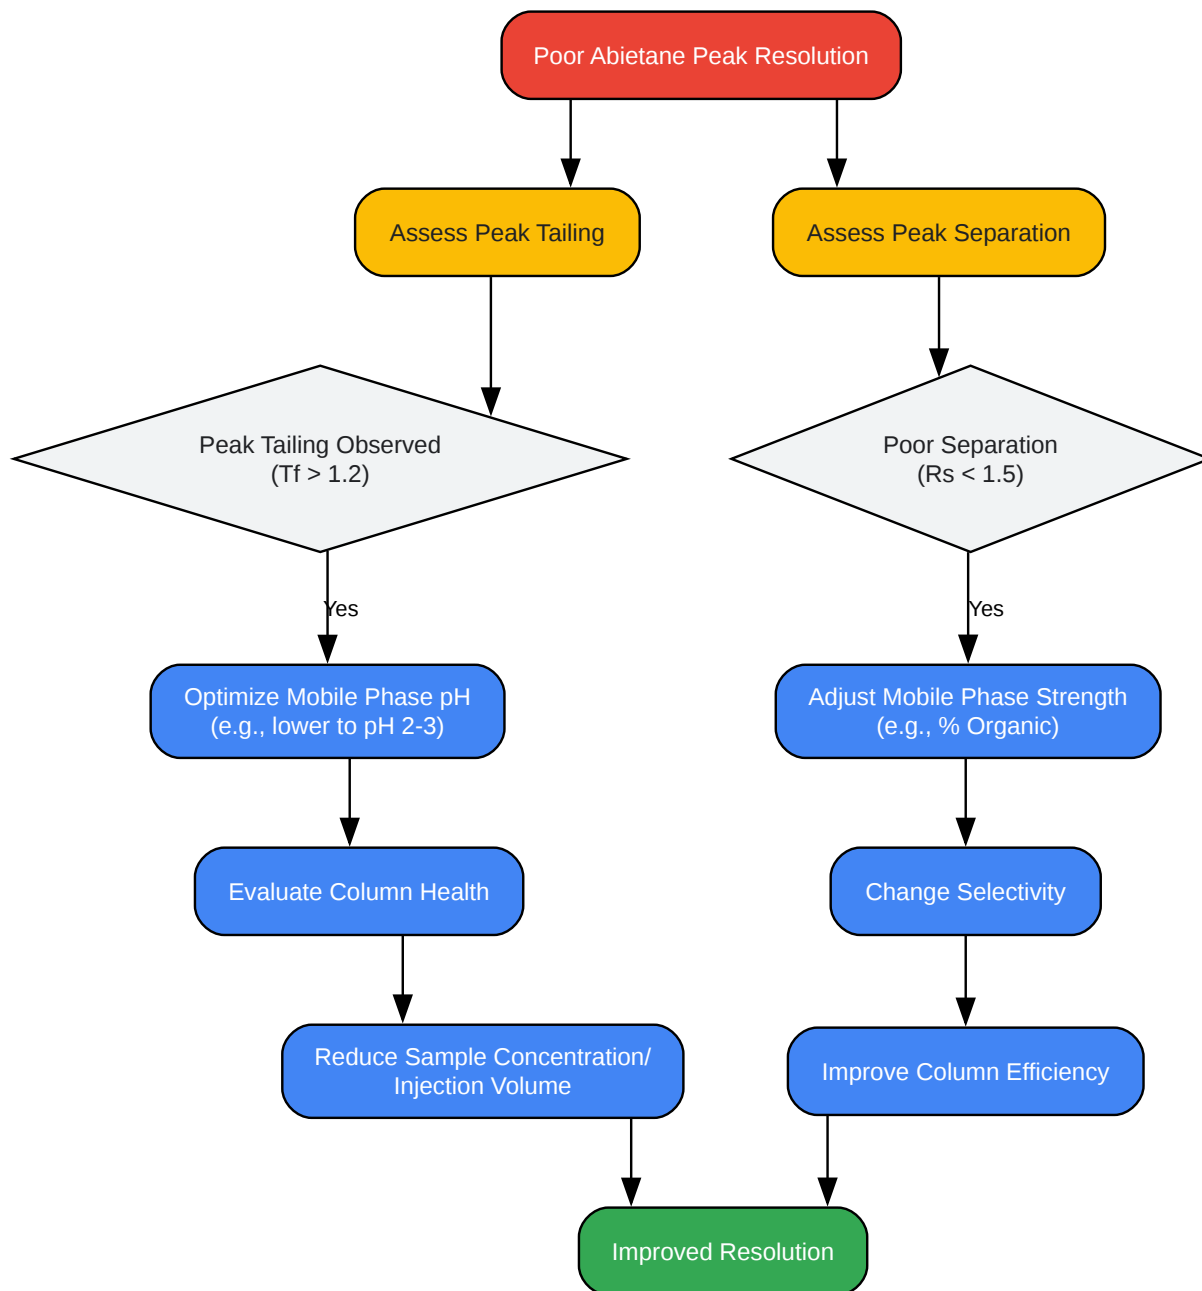 Poor Abietane Peak Resolution
Assess Peak Tailing
Assess Peak Separation
Peak Tailing Observed
(Tf > 1.2)
Poor Separation
(Rs < 1.5)
Yes
Yes
Optimize Mobile Phase pH
(e.g., lower to pH 2-3)
Adjust Mobile Phase Strength
(e.g., % Organic)
Evaluate Column Health
Change Selectivity
Reduce Sample Concentration/
Injection Volume
Improve Column Efficiency
Improved Resolution